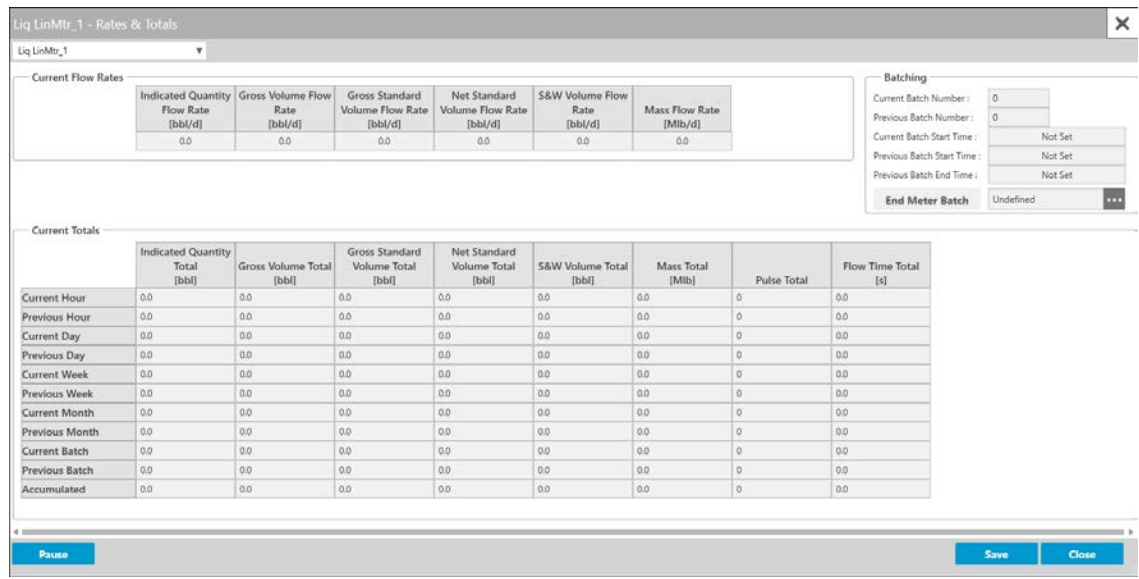 Liq LinMtr_1 - Rates & Totals
Liq LinMtr_1
Current Flow Rates
Indicated Quantity Flow Rate [bbl/d] Gross Volume Flow Rate [bbl/d] Gross Standard Volume Flow Rate [bbl/d] Net Standard Volume Flow Rate [bbl/d] S&W Volume Flow Rate [bbl/d] Mass Flow Rate [Mlb/d]
0.0 0.0 0.0 0.0 0.0 0.0
Batching
Current Batch Number : 0
Previous Batch Number : 0
Current Batch Start Time : Not Set
Previous Batch Start Time : Not Set
Previous Batch End Time : Not Set
End Meter Batch Undefined ...
Current Totals
Indicated Quantity Total [bbl] Gross Volume Total [bbl] Gross Standard Volume Total [bbl] Net Standard Volume Total [bbl] S&W Volume Total [bbl] Mass Total [Mlb] Pulse Total Flow Time Total [s]
Current Hour 0.0 0.0 0.0 0.0 0.0 0.0 0 0.0
Previous Hour 0.0 0.0 0.0 0.0 0.0 0.0 0 0.0
Current Day 0.0 0.0 0.0 0.0 0.0 0.0 0 0.0
Previous Day 0.0 0.0 0.0 0.0 0.0 0.0 0 0.0
Current Week 0.0 0.0 0.0 0.0 0.0 0.0 0 0.0
Previous Week 0.0 0.0 0.0 0.0 0.0 0.0 0 0.0
Current Month 0.0 0.0 0.0 0.0 0.0 0.0 0 0.0
Previous Month 0.0 0.0 0.0 0.0 0.0 0.0 0 0.0
Current Batch 0.0 0.0 0.0 0.0 0.0 0.0 0 0.0
Previous Batch 0.0 0.0 0.0 0.0 0.0 0.0 0 0.0
Accumulated 0.0 0.0 0.0 0.0 0.0 0.0 0 0.0
Pause Save Close